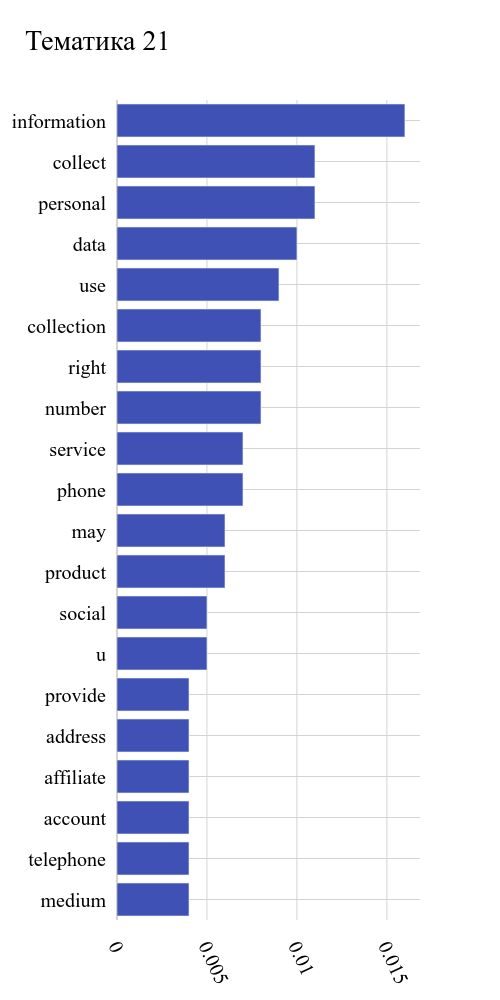 Тематика 21
information
collect
personal
data
use
collection
right
number
service
phone
may
product
social
u
provide
address
affiliate
account
telephone
medium
0
0.005
0.01
0.015